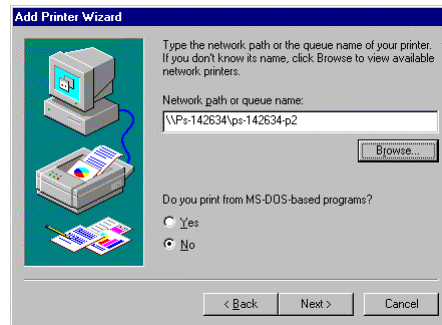 Add Printer Wizard
Type the network path or the queue name of your printer.
If you don't know its name, click Browse to view available
network printers.
Network path or queue name:
\\Ps-142634\ps-142634-p2
Browse...
Do you print from MS-DOS-based programs?
Yes
No
< Back
Next >
Cancel